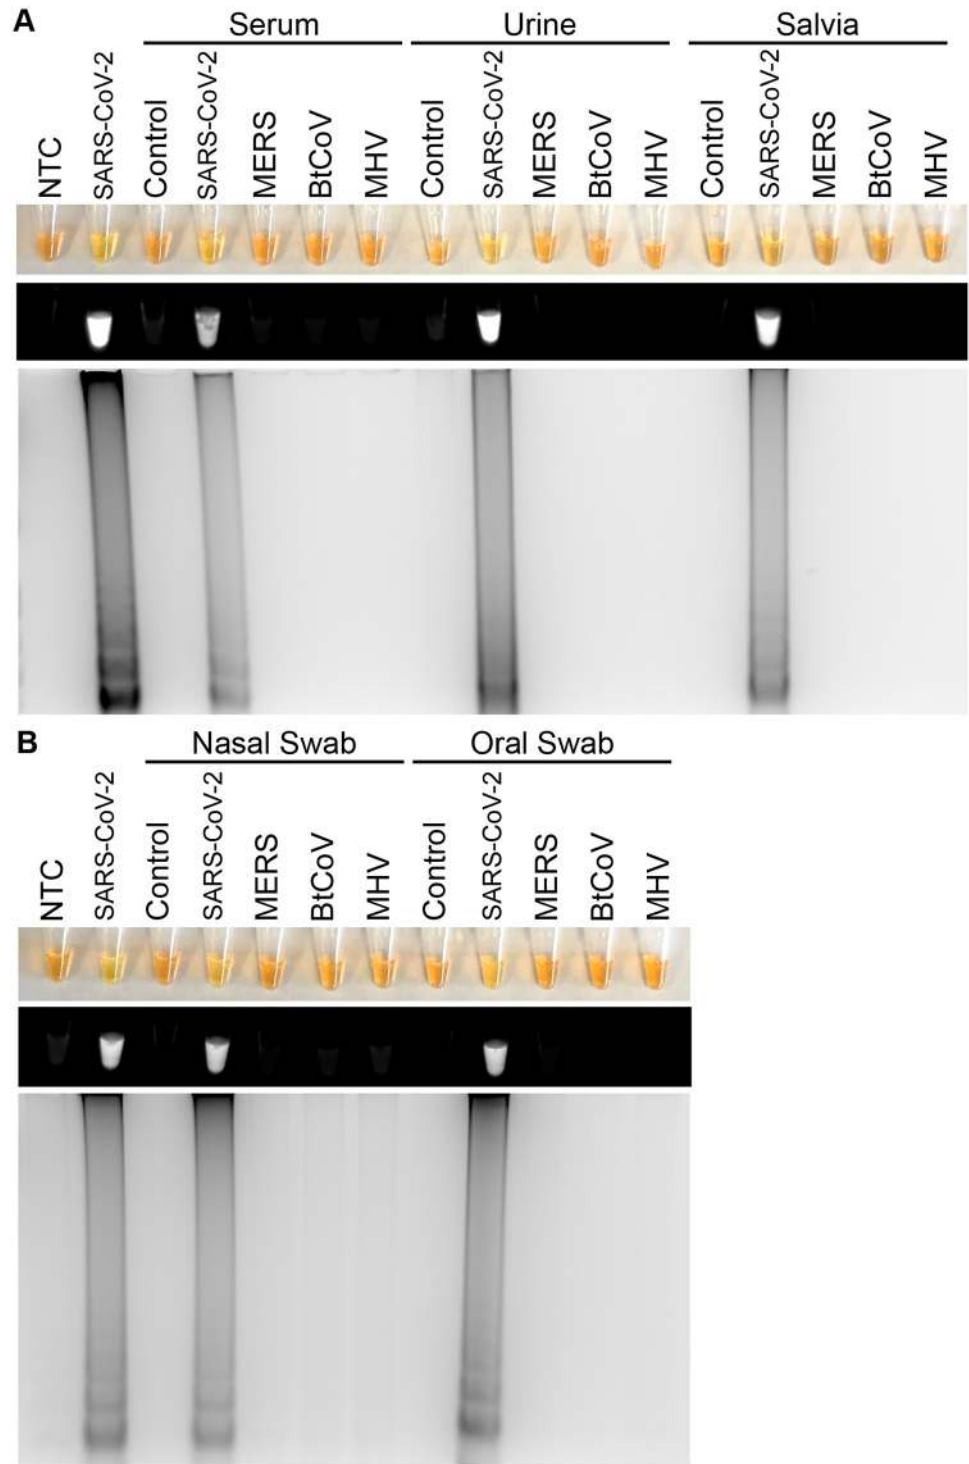 A
Serum Urine Salvia
NTC SARS-CoV-2 Control SARS-CoV-2 MERS BtCoV MHV Control SARS-CoV-2 MERS BtCoV MHV Control SARS-CoV-2 MERS BtCoV MHV
B
Nasal Swab Oral Swab
NTC SARS-CoV-2 Control SARS-CoV-2 MERS BtCoV MHV Control SARS-CoV-2 MERS BtCoV MHV